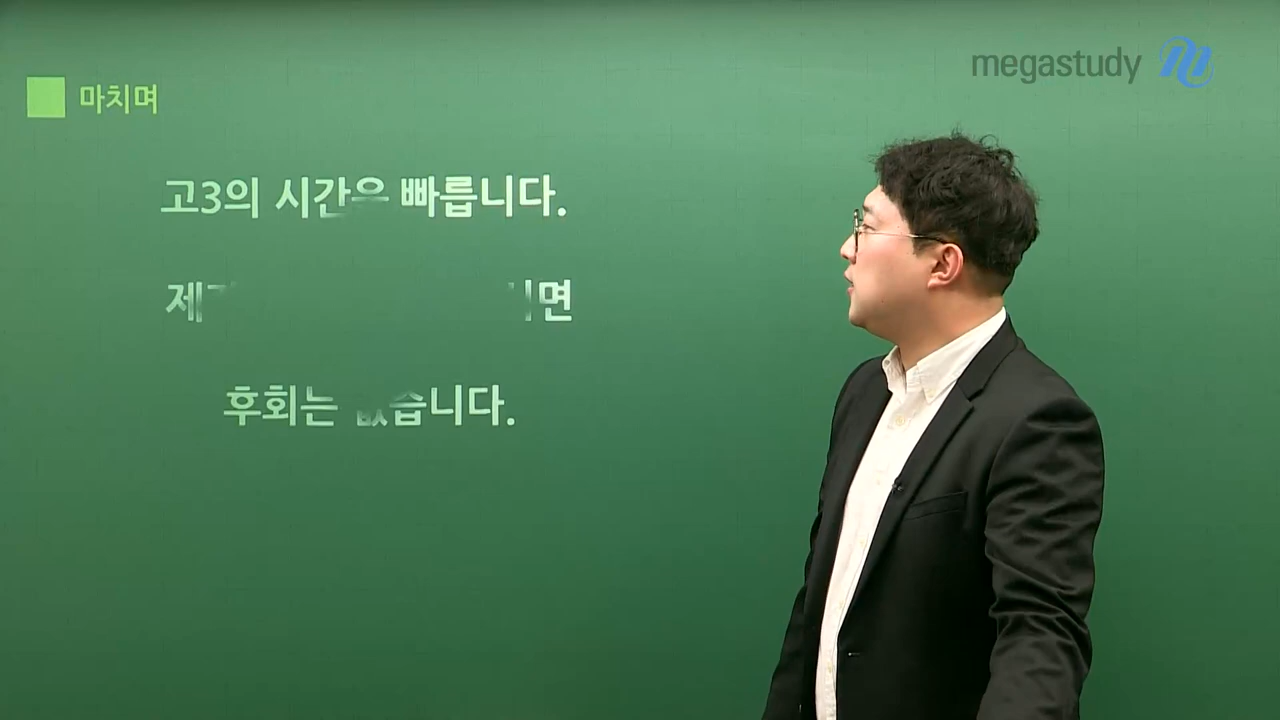 megastudy
마치며
고3의 시간은 빠릅니다.
후회는 없습니다.